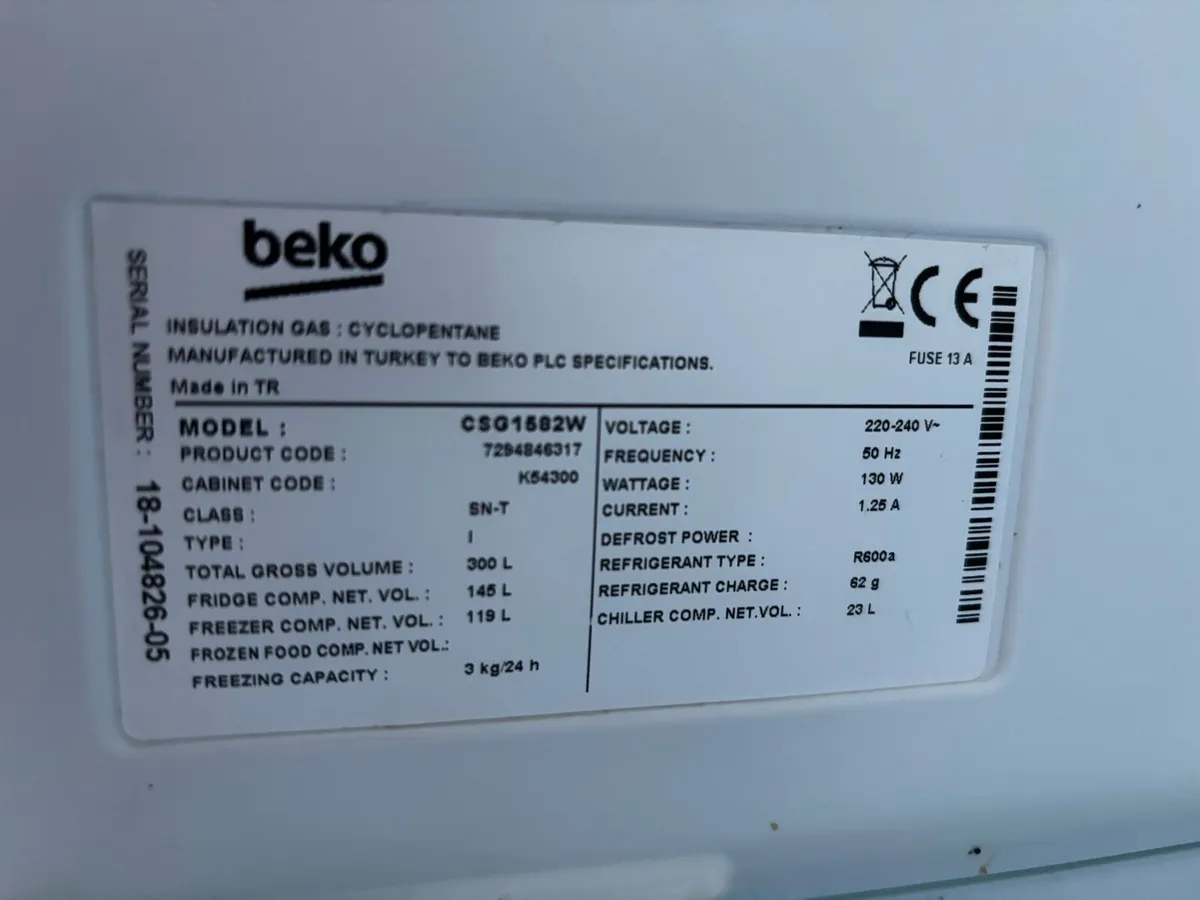 beko
INSULATION GAS : CYCLOPENTANE
MANUFACTURED IN TURKEY TO BEKO PLC SPECIFICATIONS.
Made in TR
CE
FUSE 13 A
SERIAL NUMBER : 18-104826-05
MODEL : CSG1582W
PRODUCT CODE : 7294846317
CABINET CODE : K54300
CLASS : SN-T
TYPE : I
TOTAL GROSS VOLUME : 300 L
FRIDGE COMP. NET. VOL. : 145 L
FREEZER COMP. NET. VOL. : 119 L
FROZEN FOOD COMP. NET VOL.:
FREEZING CAPACITY : 3 kg/24 h
VOLTAGE : 220-240 V~
FREQUENCY : 50 Hz
WATTAGE : 130 W
CURRENT : 1.25 A
DEFROST POWER :
REFRIGERANT TYPE : R600a
REFRIGERANT CHARGE : 62 g
CHILLER COMP. NET.VOL. : 23 L